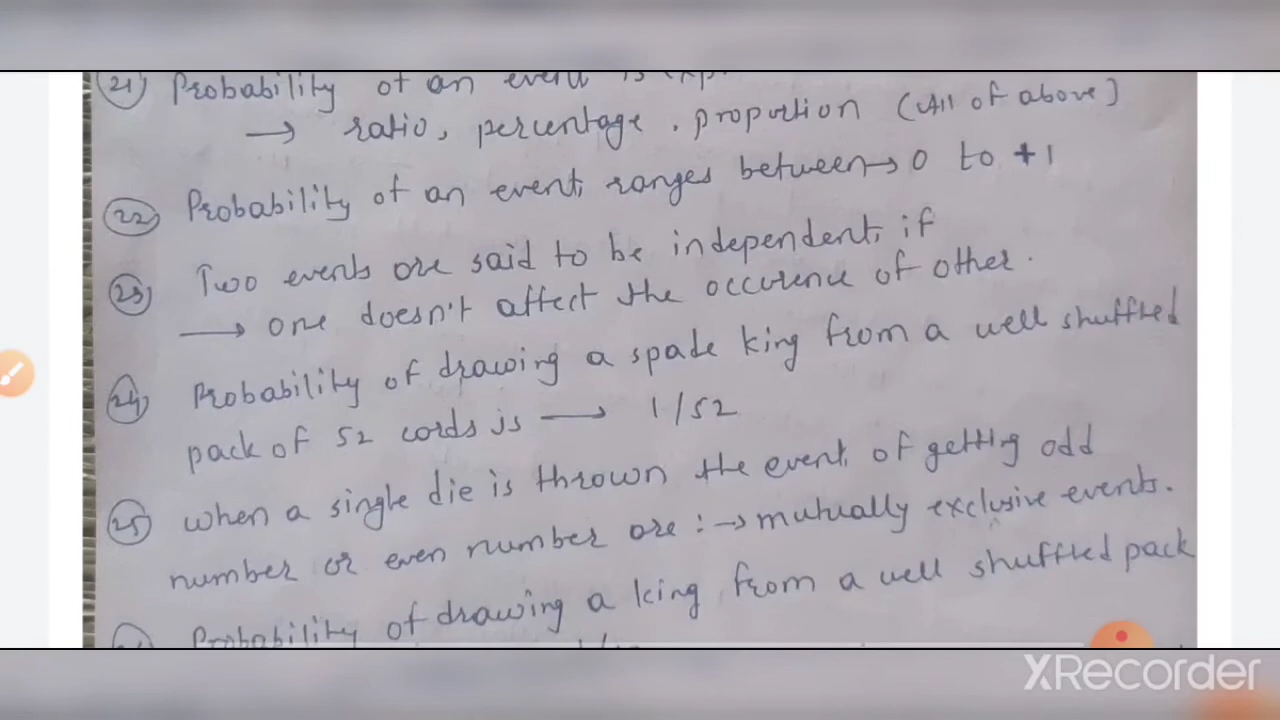 21) Probability of an event is
→ ratio, percentage, proportion (All of above)
22 Probability of an event ranges between → 0 to +1
23) Two events are said to be independent if
→ one doesn't affect the occurence of other.
24) Probability of drawing a spade king from a well shuffled
pack of 52 cards is → 1/52
25) when a single die is thrown the event of getting odd
number or even number are : → mutually exclusive events.
Probability of drawing a king from a well shuffled pack
XRecorder